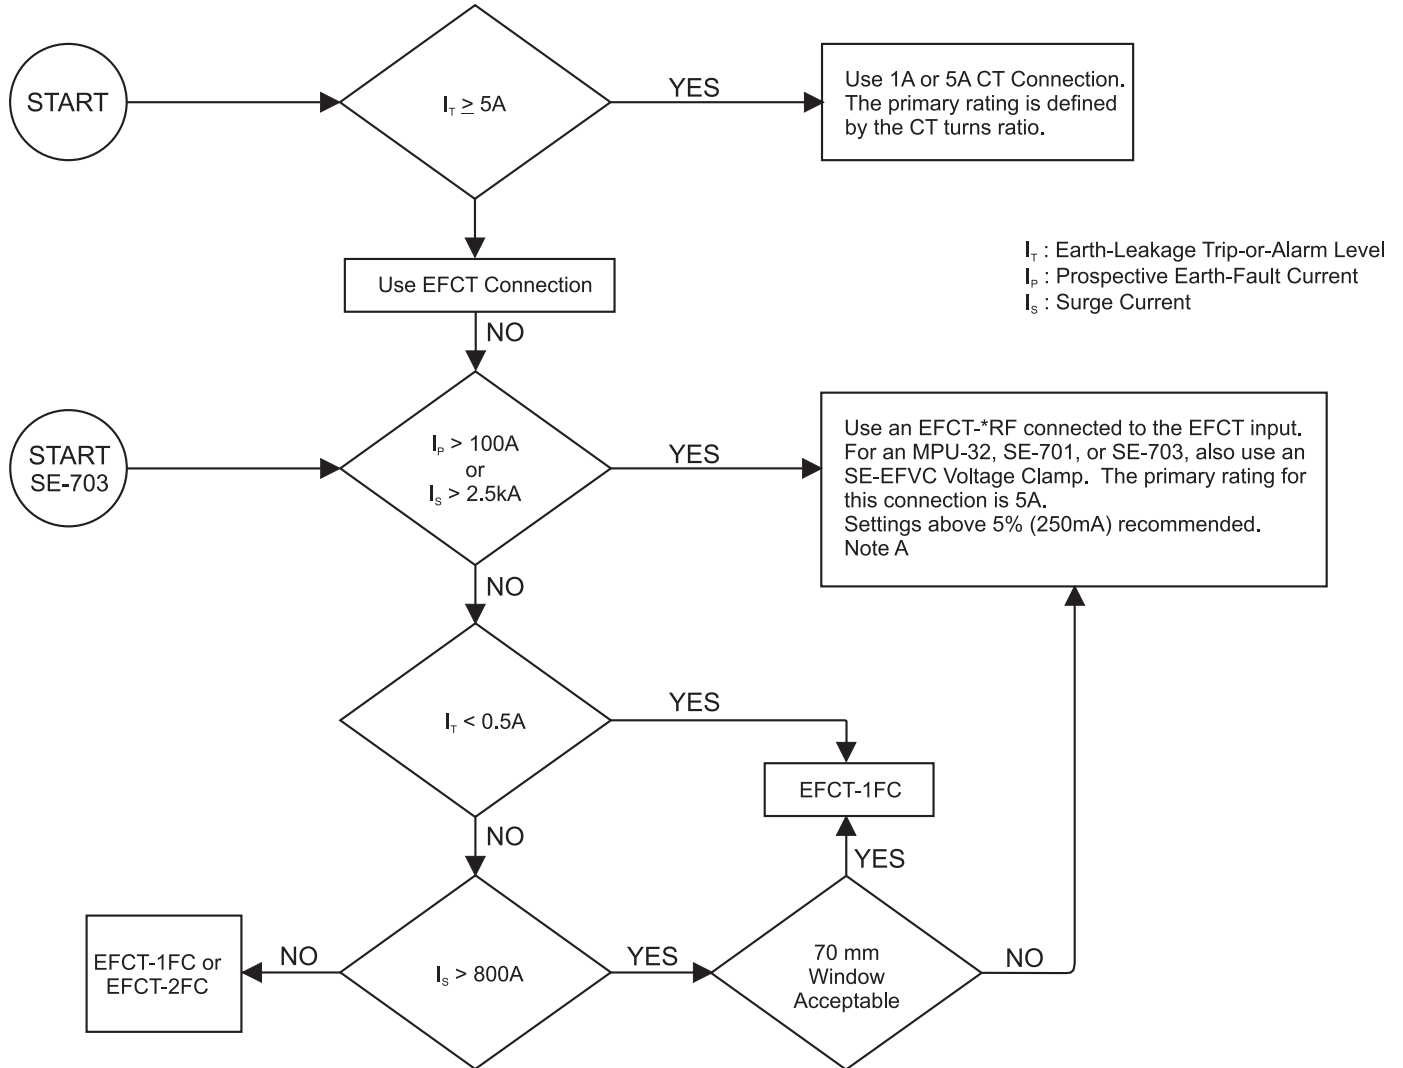 START
I_T ≥ 5A
YES
Use 1A or 5A CT Connection.
The primary rating is defined
by the CT turns ratio.
I_T : Earth-Leakage Trip-or-Alarm Level
I_P : Prospective Earth-Fault Current
I_S : Surge Current
Use EFCT Connection
NO
START
SE-703
I_P > 100A
or
I_S > 2.5kA
YES
Use an EFCT-*RF connected to the EFCT input.
For an MPU-32, SE-701, or SE-703, also use an
SE-EFVC Voltage Clamp. The primary rating for
this connection is 5A.
Settings above 5% (250mA) recommended.
Note A
NO
I_T < 0.5A
YES
EFCT-1FC
NO
YES
I_S > 800A
NO
EFCT-1FC or
EFCT-2FC
YES
70 mm
Window
Acceptable
NO